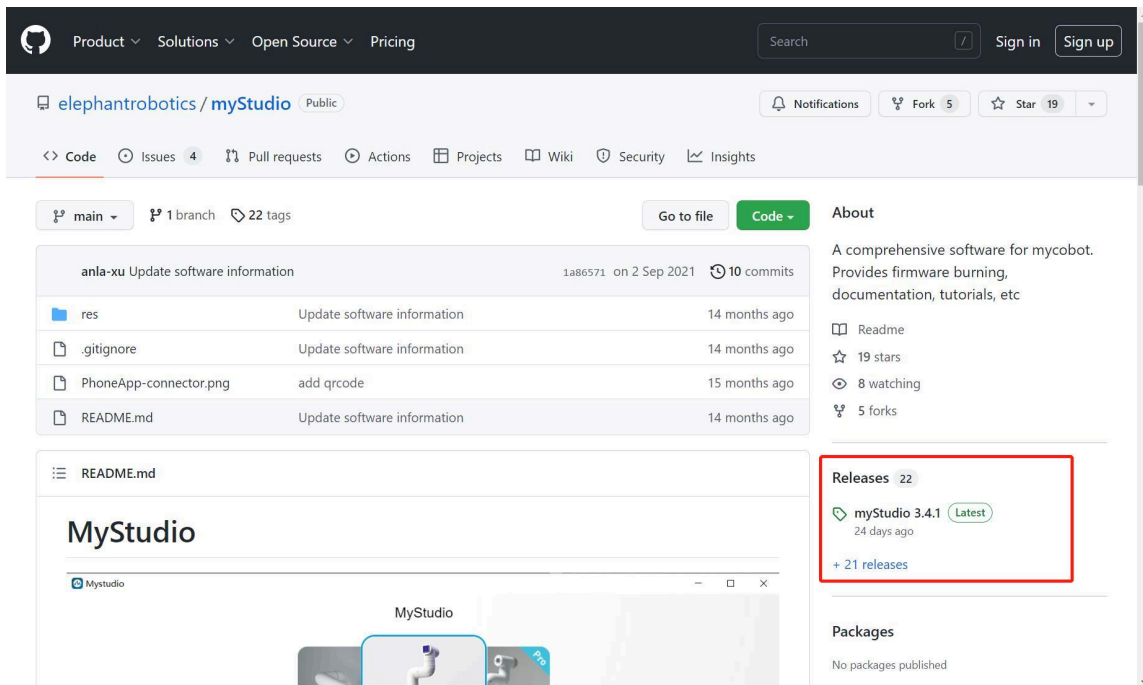 Product Solutions Open Source Pricing Search / Sign in Sign up
elephantrobotics / myStudio Public Notifications Fork 5 Star 19
Code Issues 4 Pull requests Actions Projects Wiki Security Insights
main 1 branch 22 tags Go to file Code
anla-xu Update software information 1a86571 on 2 Sep 2021 10 commits
res Update software information 14 months ago
.gitignore Update software information 14 months ago
PhoneApp-connector.png add qrcode 15 months ago
README.md Update software information 14 months ago
README.md
MyStudio
Mystudio
MyStudio
Pro
About
A comprehensive software for mycobot.
Provides firmware burning,
documentation, tutorials, etc
Readme
19 stars
8 watching
5 forks
Releases 22
myStudio 3.4.1 Latest
24 days ago
+ 21 releases
Packages
No packages published